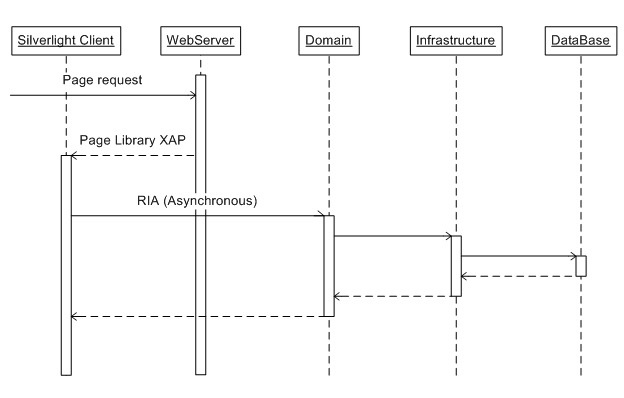 Silverlight Client
WebServer
Domain
Infrastructure
DataBase
Page request
Page Library XAP
RIA (Asynchronous)